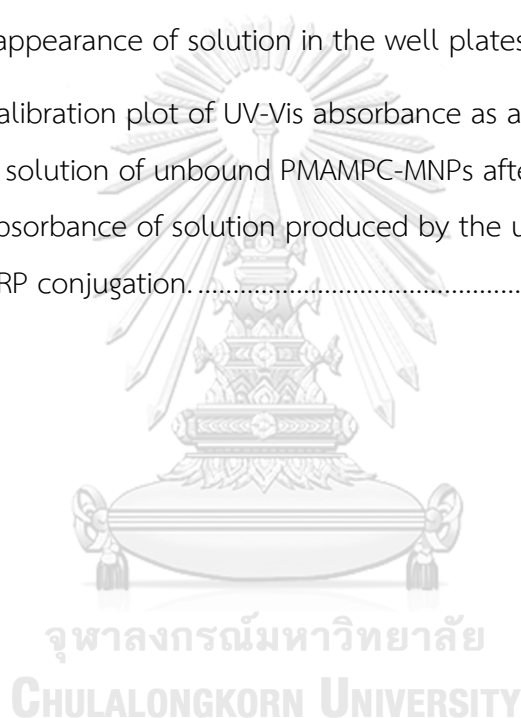 appearance of solution in the well plates
alibration plot of UV-Vis absorbance as a
solution of unbound PMAMPC-MNPs afte
bsorbance of solution produced by the u
RP conjugation. ......................................
จุฬาลงกรณ์มหาวิทยาลัย
CHULALONGKORN UNIVERSITY